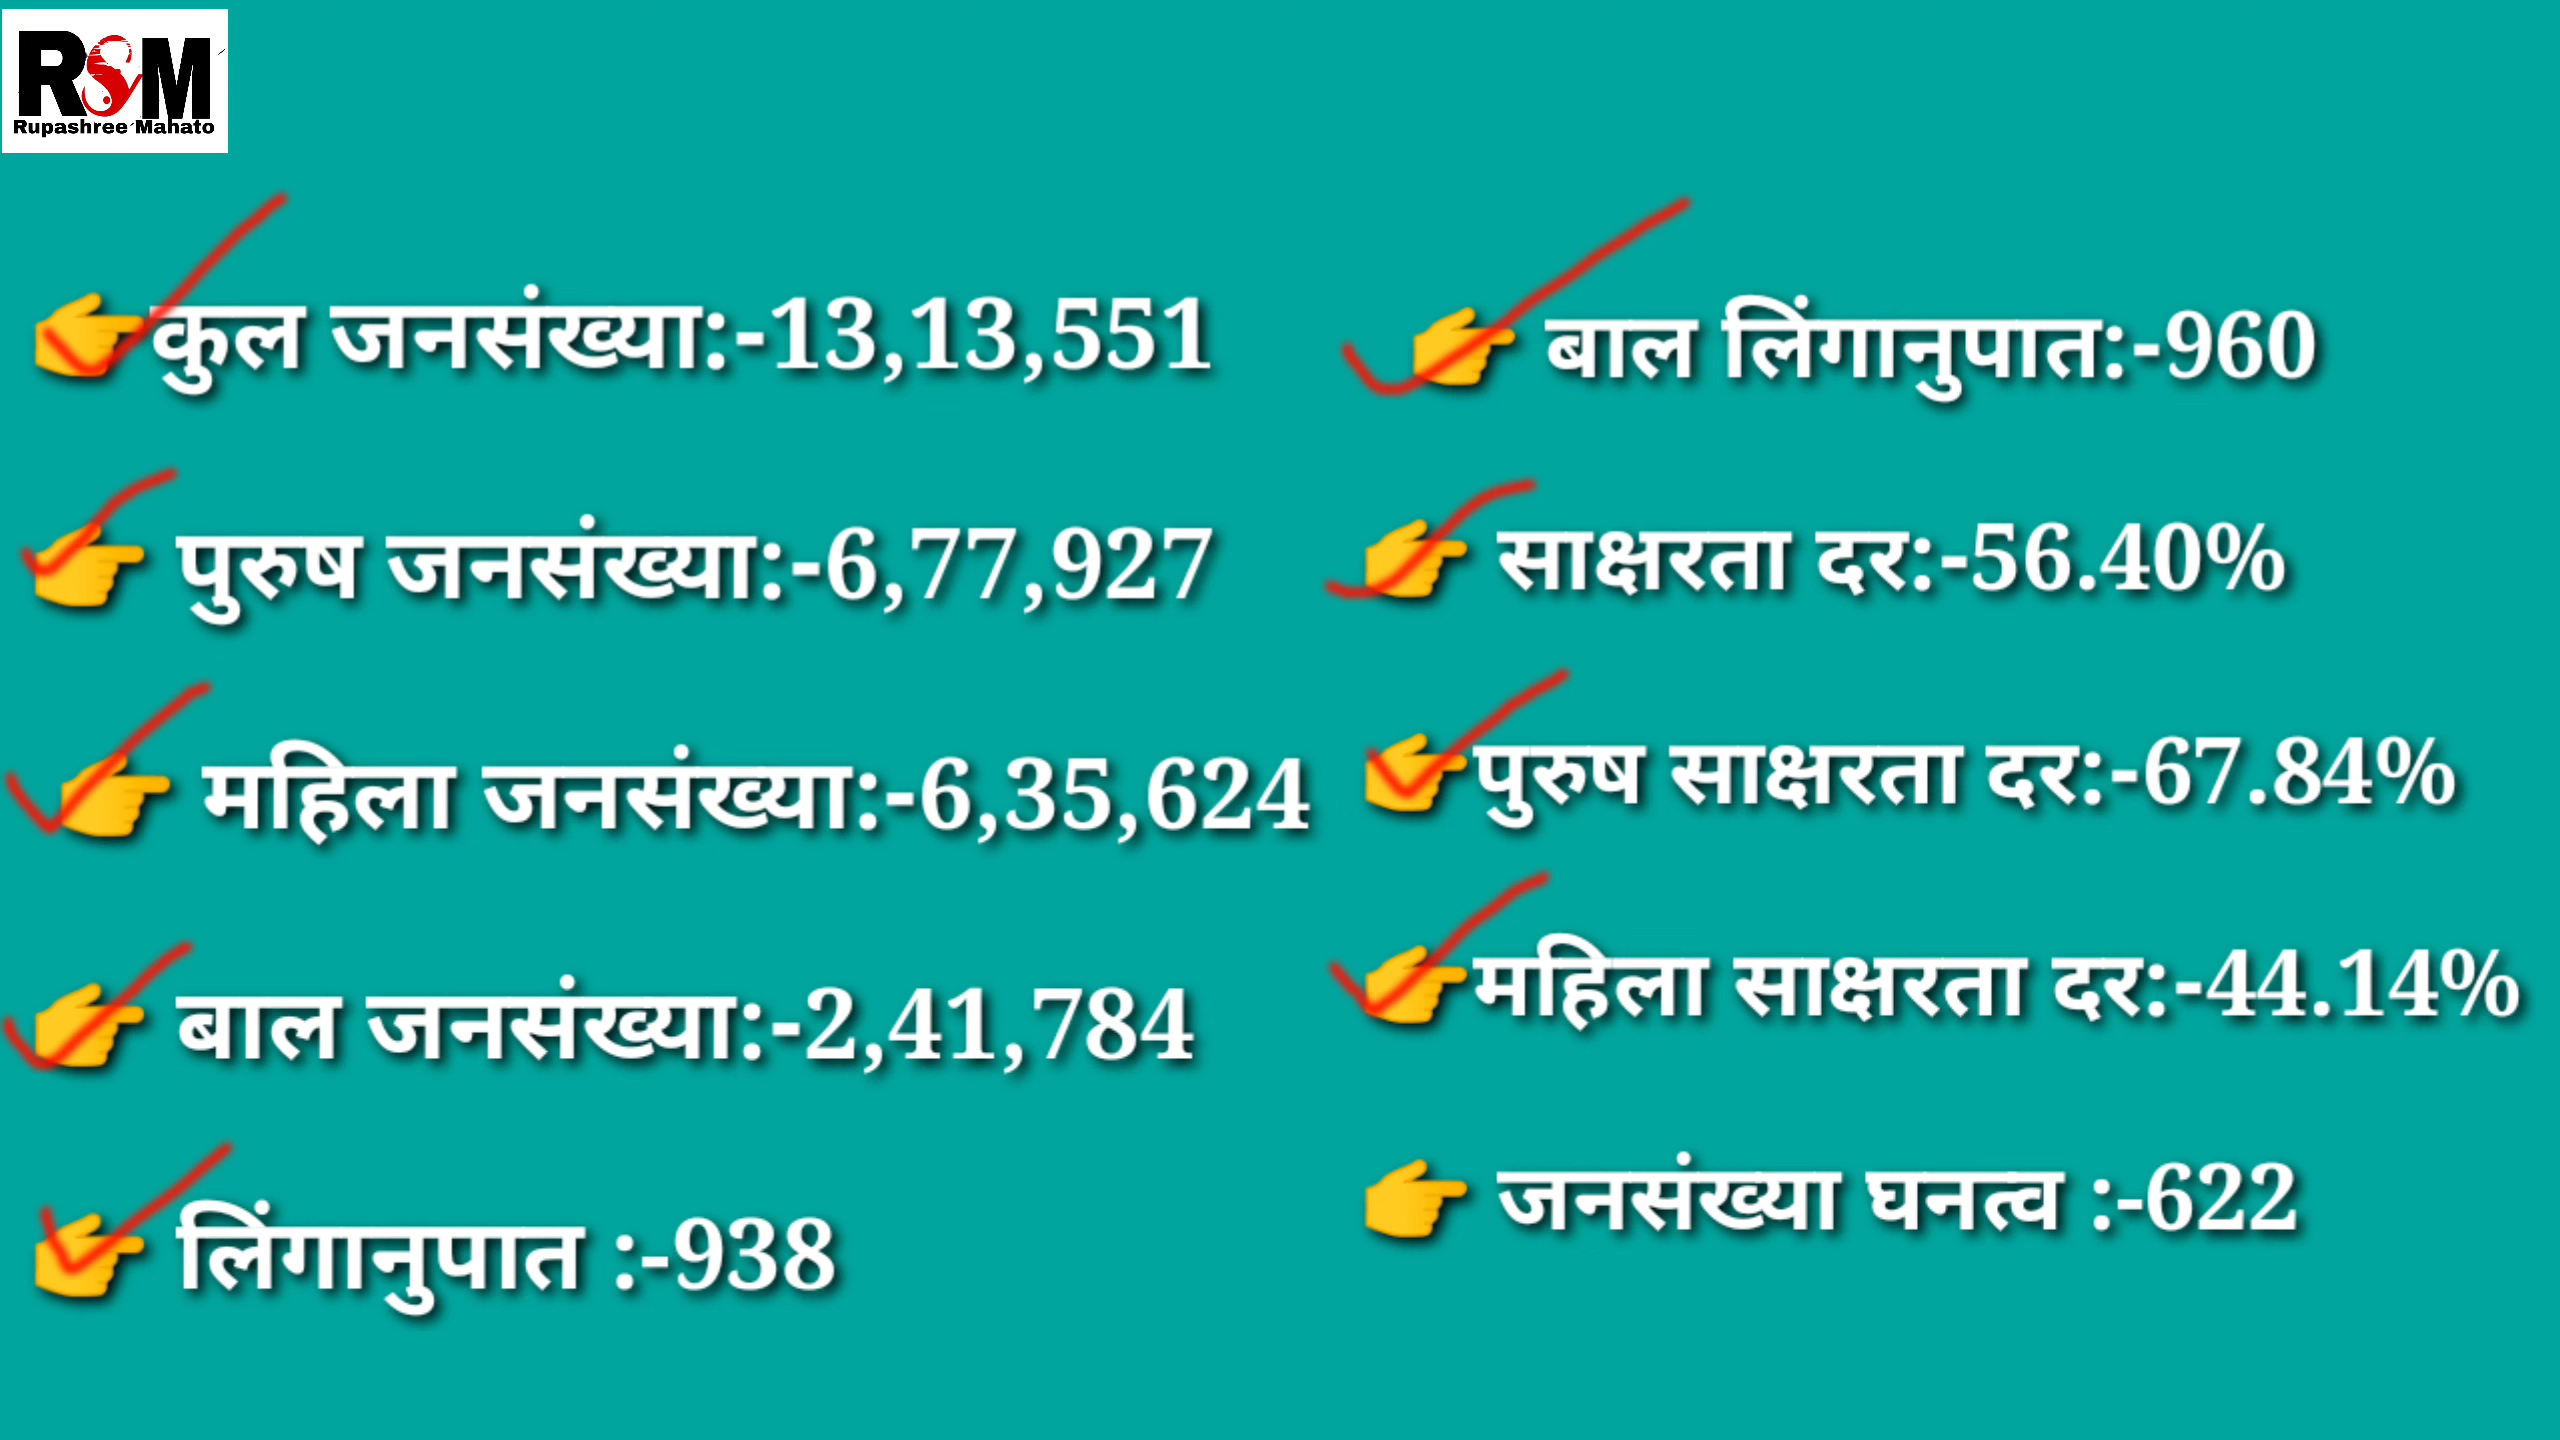 RSM
Rupashree Mahato
👉कुल जनसंख्या:-13,13,551
👉 पुरुष जनसंख्या:-6,77,927
👉 महिला जनसंख्या:-6,35,624
👉 बाल जनसंख्या:-2,41,784
👉 लिंगानुपात :-938
👉 बाल लिंगानुपात:-960
👉 साक्षरता दर:-56.40%
👉पुरुष साक्षरता दर:-67.84%
👉महिला साक्षरता दर:-44.14%
👉 जनसंख्या घनत्व :-622